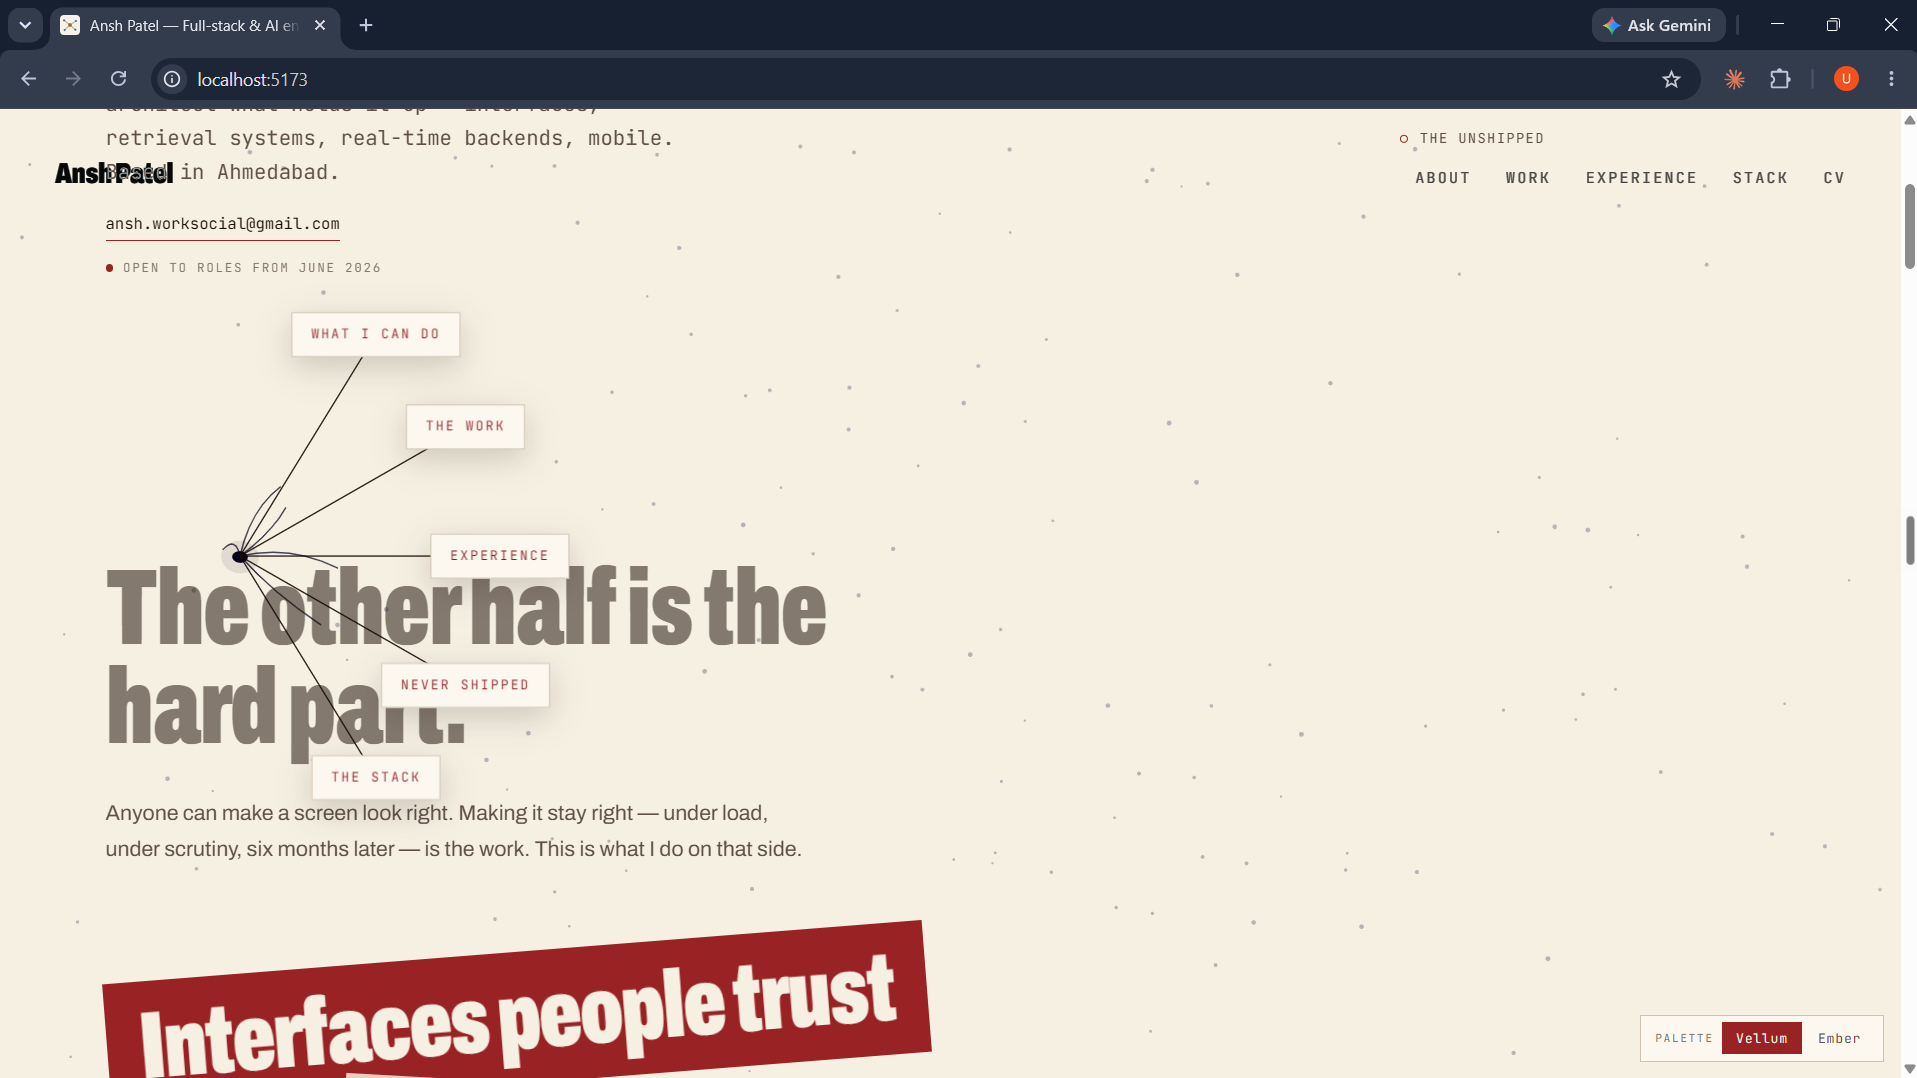 Ansh Patel — Full-stack & AI en
Ask Gemini
localhost:5173
U
retrieval systems, real-time backends, mobile.
THE UNSHIPPED
Ansh Patel
Based in Ahmedabad.
ABOUT WORK EXPERIENCE STACK CV
ansh.worksocial@gmail.com
OPEN TO ROLES FROM JUNE 2026
WHAT I CAN DO
THE WORK
EXPERIENCE
The other half is the
hard part.
NEVER SHIPPED
THE STACK
Anyone can make a screen look right. Making it stay right — under load,
under scrutiny, six months later — is the work. This is what I do on that side.
Interfaces people trust
PALETTE Vellum Ember